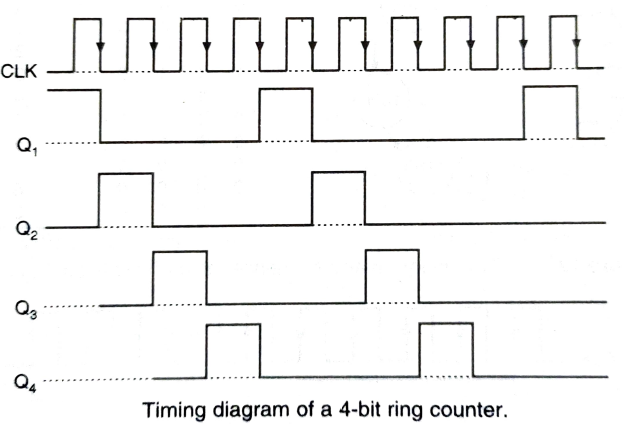 CLK
Q₁
Q₂
Q₃
Q₄
Timing diagram of a 4-bit ring counter.